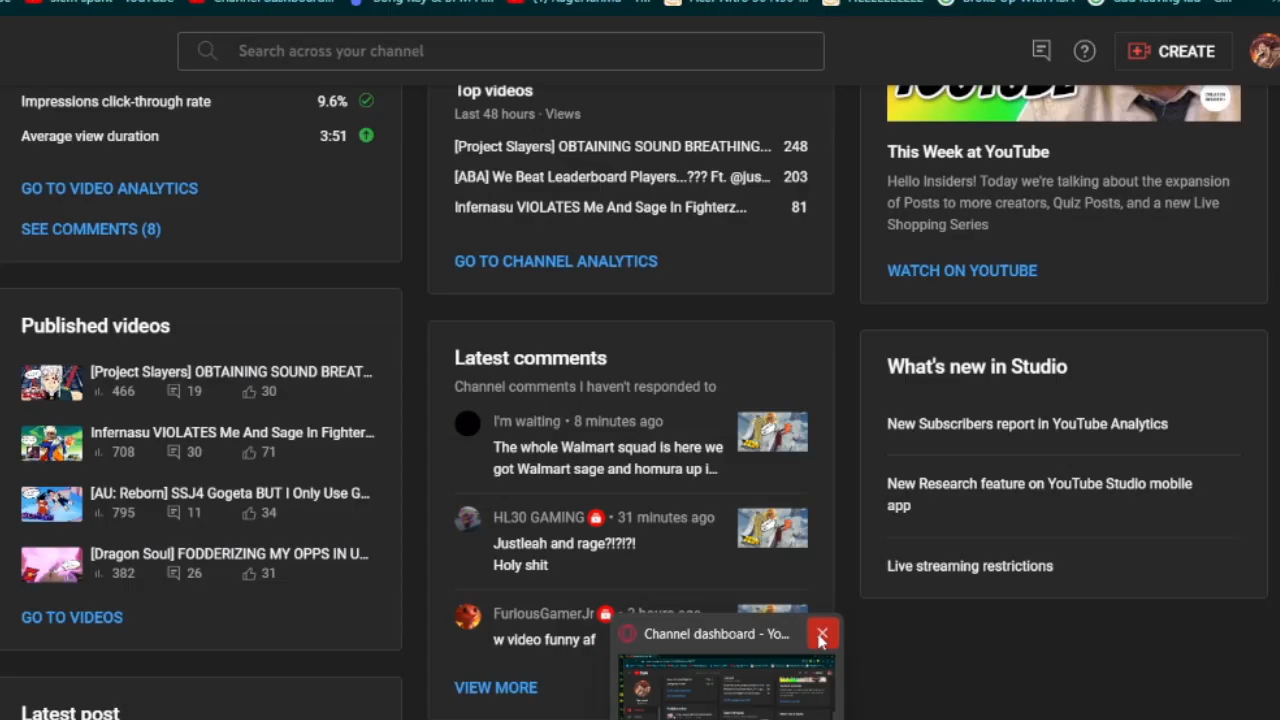 Search across your channel
CREATE
Impressions click-through rate 9.6%
Average view duration 3:51
GO TO VIDEO ANALYTICS
SEE COMMENTS (8)
Published videos
[Project Slayers] OBTAINING SOUND BREAT...
466 19 30
Infernasu VIOLATES Me And Sage In Fighter...
708 30 71
[AU: Reborn] SSJ4 Gogeta BUT I Only Use G...
795 11 34
[Dragon Soul] FODDERIZING MY OPPS IN U...
382 26 31
GO TO VIDEOS
Latest post
Top videos
Last 48 hours · Views
[Project Slayers] OBTAINING SOUND BREATHING... 248
[ABA] We Beat Leaderboard Players...??? Ft. @jus... 203
Infernasu VIOLATES Me And Sage In Fighterz... 81
GO TO CHANNEL ANALYTICS
Latest comments
Channel comments I haven't responded to
I'm waiting • 8 minutes ago
The whole Walmart squad is here we
got Walmart sage and homura up i...
HL30 GAMING • 31 minutes ago
Justleah and rage?!?!?!
Holy shit
FuriousGamerJr • 2 hours ago
w video funny af
VIEW MORE
Channel dashboard - Yo...
This Week at YouTube
Hello Insiders! Today we're talking about the expansion
of Posts to more creators, Quiz Posts, and a new Live
Shopping Series
WATCH ON YOUTUBE
What's new in Studio
New Subscribers report in YouTube Analytics
New Research feature on YouTube Studio mobile
app
Live streaming restrictions